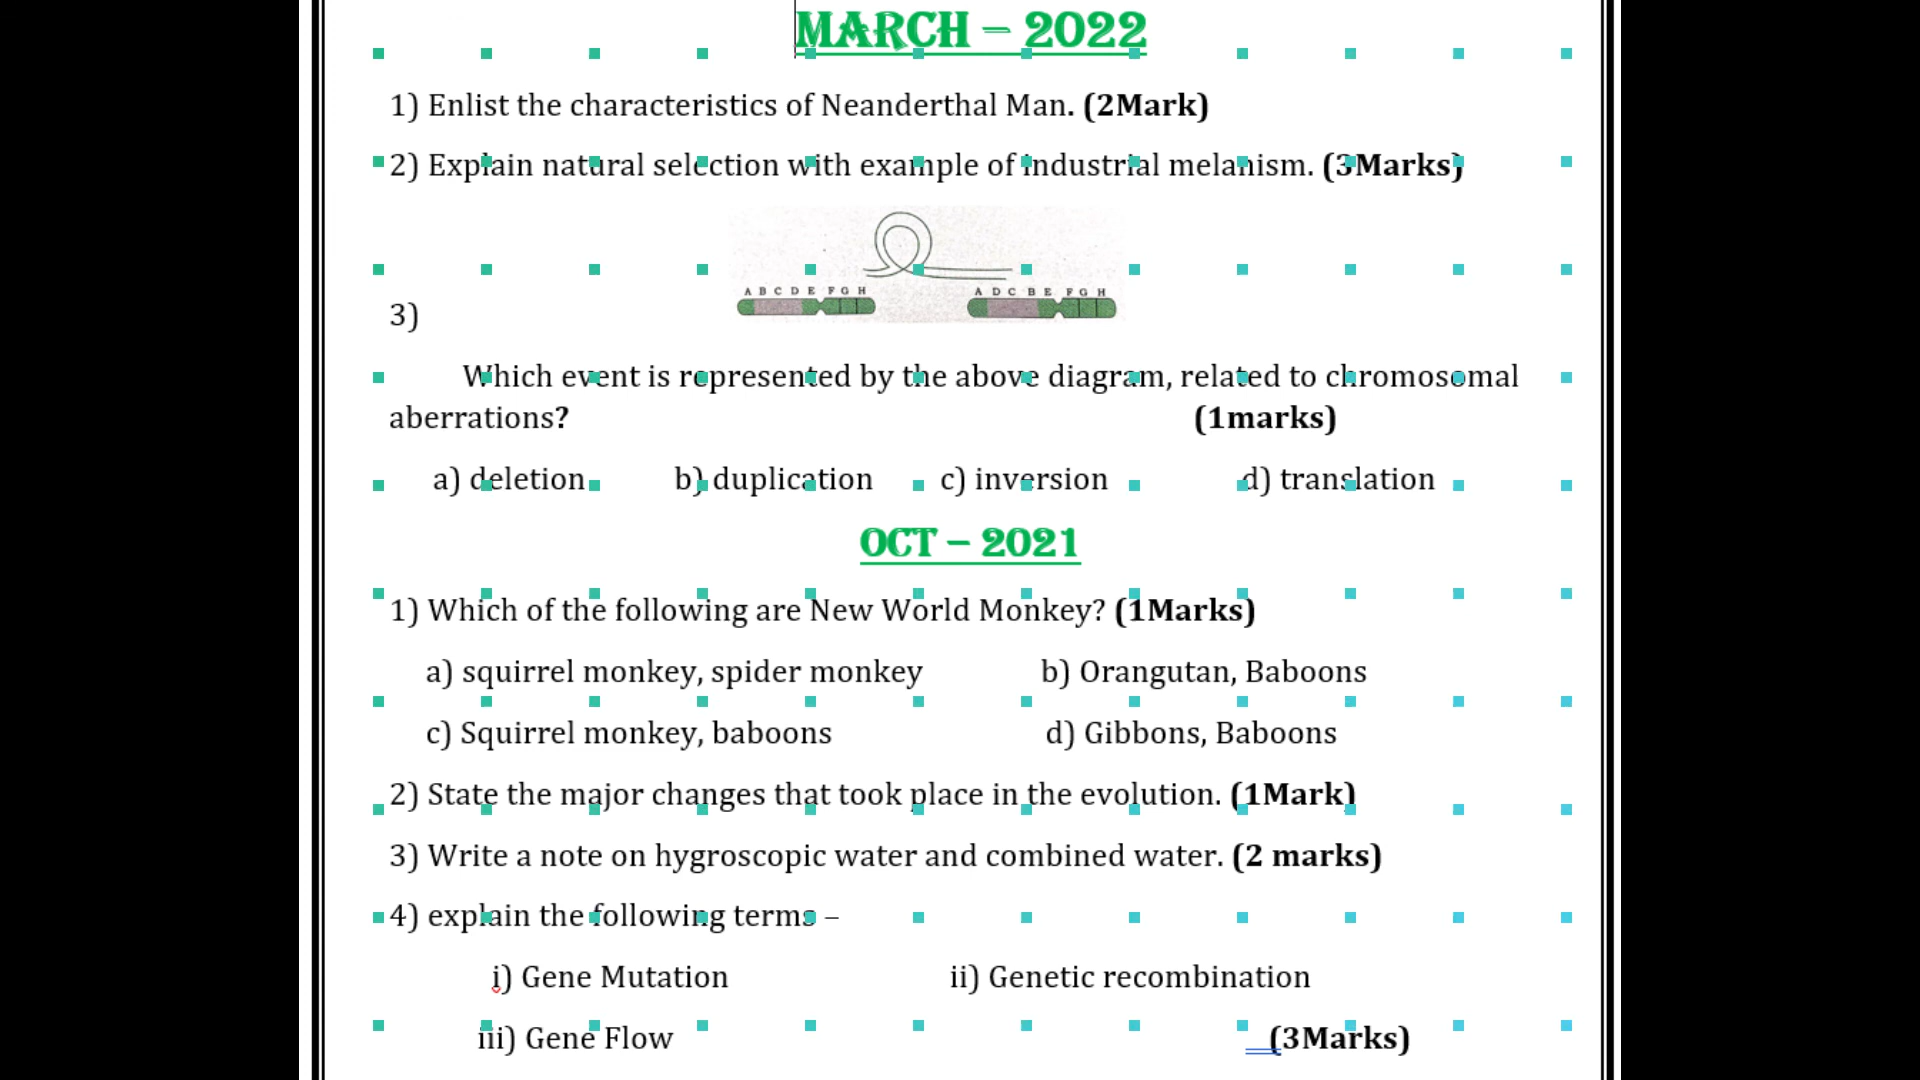 MARCH – 2022
1) Enlist the characteristics of Neanderthal Man. (2Mark)
2) Explain natural selection with example of industrial melanism. (3Marks)
A B C D E F G H
A D C B E F G H
3)
Which event is represented by the above diagram, related to chromosomal
aberrations? (1marks)
a) deletion b) duplication c) inversion d) translation
OCT – 2021
1) Which of the following are New World Monkey? (1Marks)
a) squirrel monkey, spider monkey b) Orangutan, Baboons
c) Squirrel monkey, baboons d) Gibbons, Baboons
2) State the major changes that took place in the evolution. (1Mark)
3) Write a note on hygroscopic water and combined water. (2 marks)
4) explain the following terms –
i) Gene Mutation ii) Genetic recombination
iii) Gene Flow (3Marks)